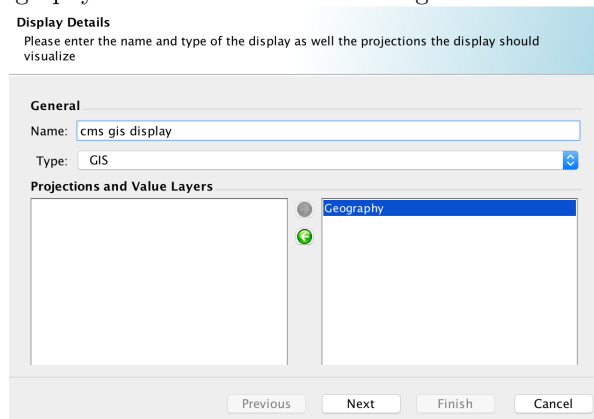 Display Details
Please enter the name and type of the display as well the projections the display should
visualize
General
Name: cms gis display
Type: GIS
Projections and Value Layers
Geography
Previous Next Finish Cancel